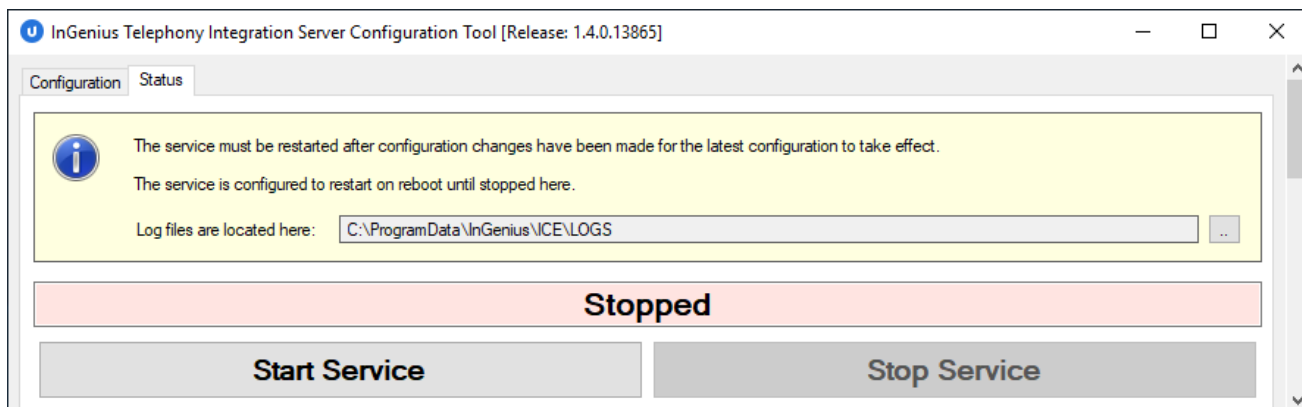 InGenius Telephony Integration Server Configuration Tool [Release: 1.4.0.13865]
Configuration Status
The service must be restarted after configuration changes have been made for the latest configuration to take effect.
The service is configured to restart on reboot until stopped here.
Log files are located here: C:\ProgramData\InGenius\ICE\LOGS ..
Stopped
Start Service Stop Service